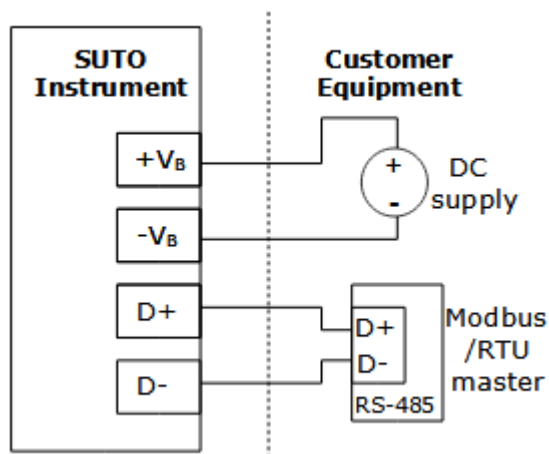 SUTO
Instrument
Customer
Equipment
+VB
+
-
DC
supply
-VB
D+
D-
D+
D-
RS-485
Modbus
/RTU
master